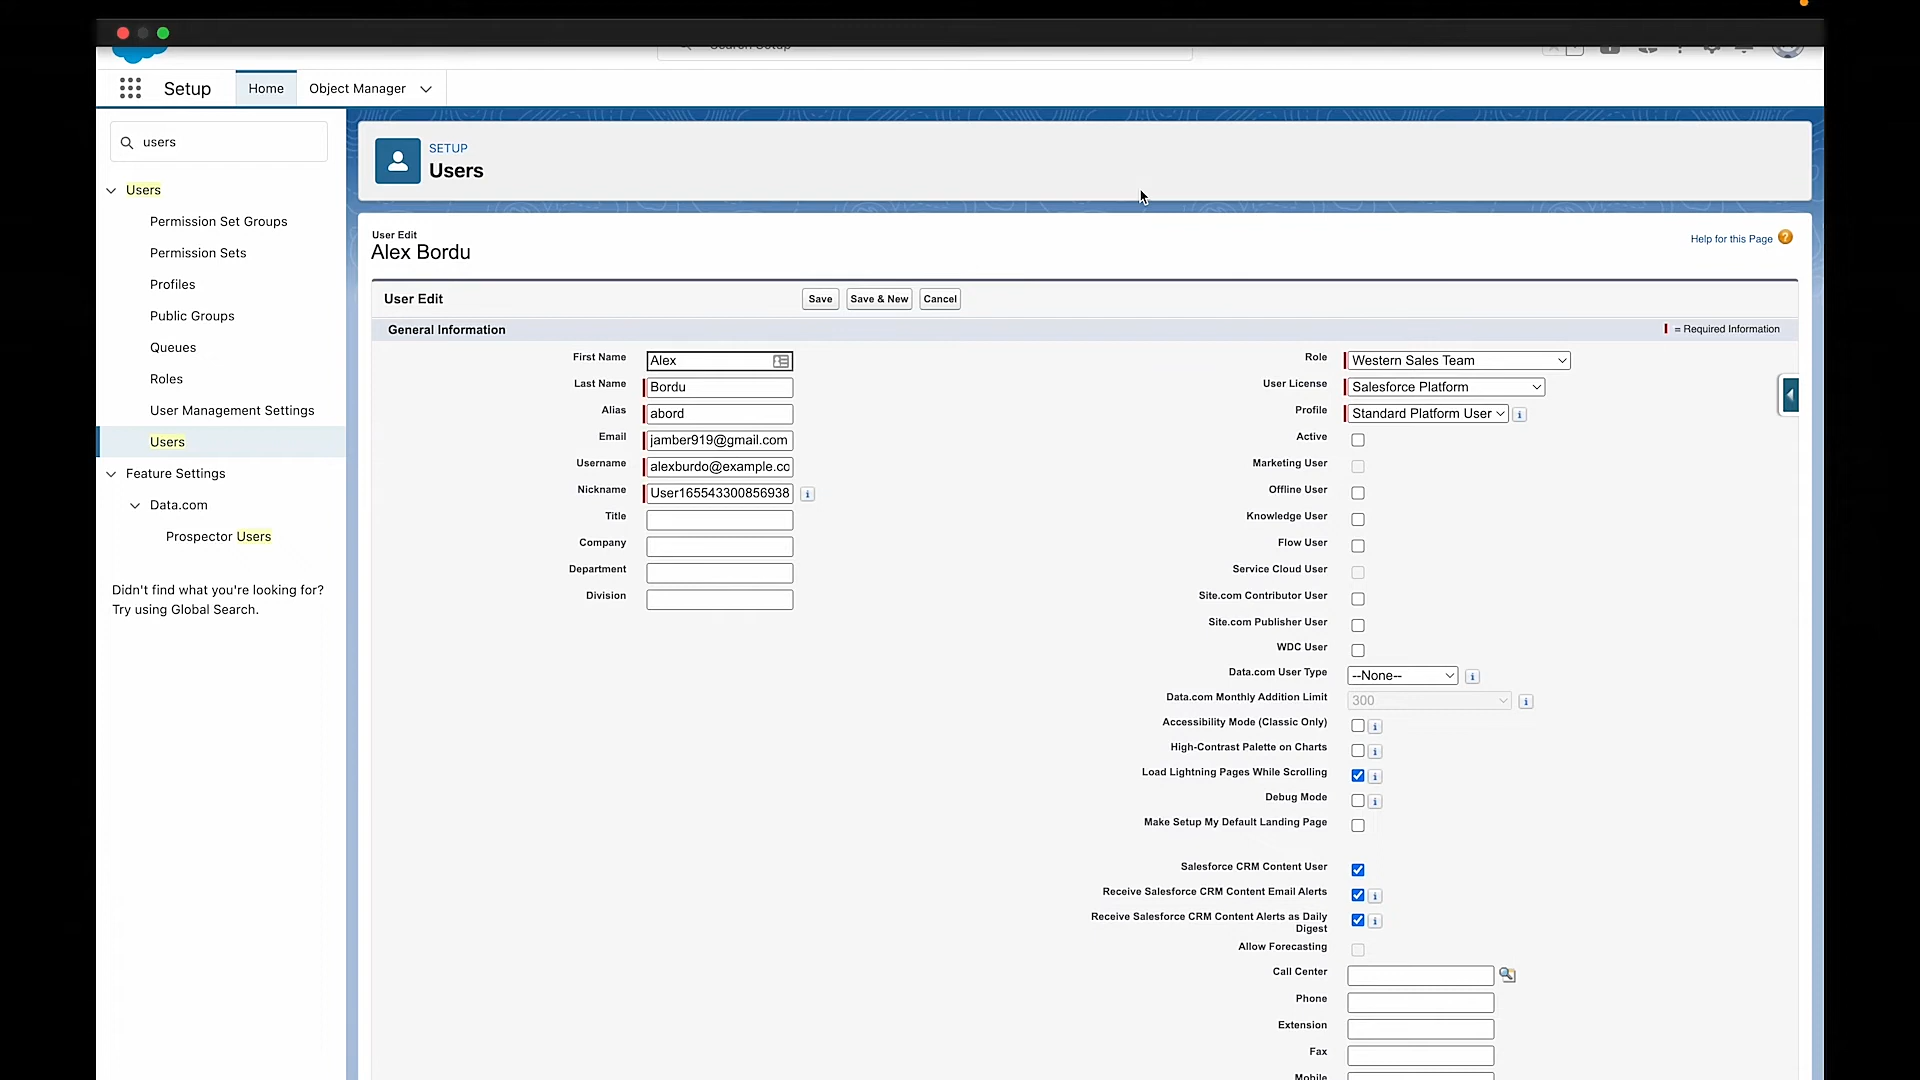 Search Setup
Setup
Home
Object Manager
users
Users
Permission Set Groups
Permission Sets
Profiles
Public Groups
Queues
Roles
User Management Settings
Users
Feature Settings
Data.com
Prospector Users
Didn't find what you're looking for?
Try using Global Search.
SETUP
Users
User Edit
Alex Bordu
Help for this Page
User Edit
Save
Save & New
Cancel
General Information
= Required Information
First Name Alex
Last Name Bordu
Alias abord
Email jamber919@gmail.com
Username alexburdo@example.co
Nickname User165543300856938
Title
Company
Department
Division
Role Western Sales Team
User License Salesforce Platform
Profile Standard Platform User
Active
Marketing User
Offline User
Knowledge User
Flow User
Service Cloud User
Site.com Contributor User
Site.com Publisher User
WDC User
Data.com User Type --None--
Data.com Monthly Addition Limit 300
Accessibility Mode (Classic Only)
High-Contrast Palette on Charts
Load Lightning Pages While Scrolling
Debug Mode
Make Setup My Default Landing Page
Salesforce CRM Content User
Receive Salesforce CRM Content Email Alerts
Receive Salesforce CRM Content Alerts as Daily
Digest
Allow Forecasting
Call Center
Phone
Extension
Fax
Mobile